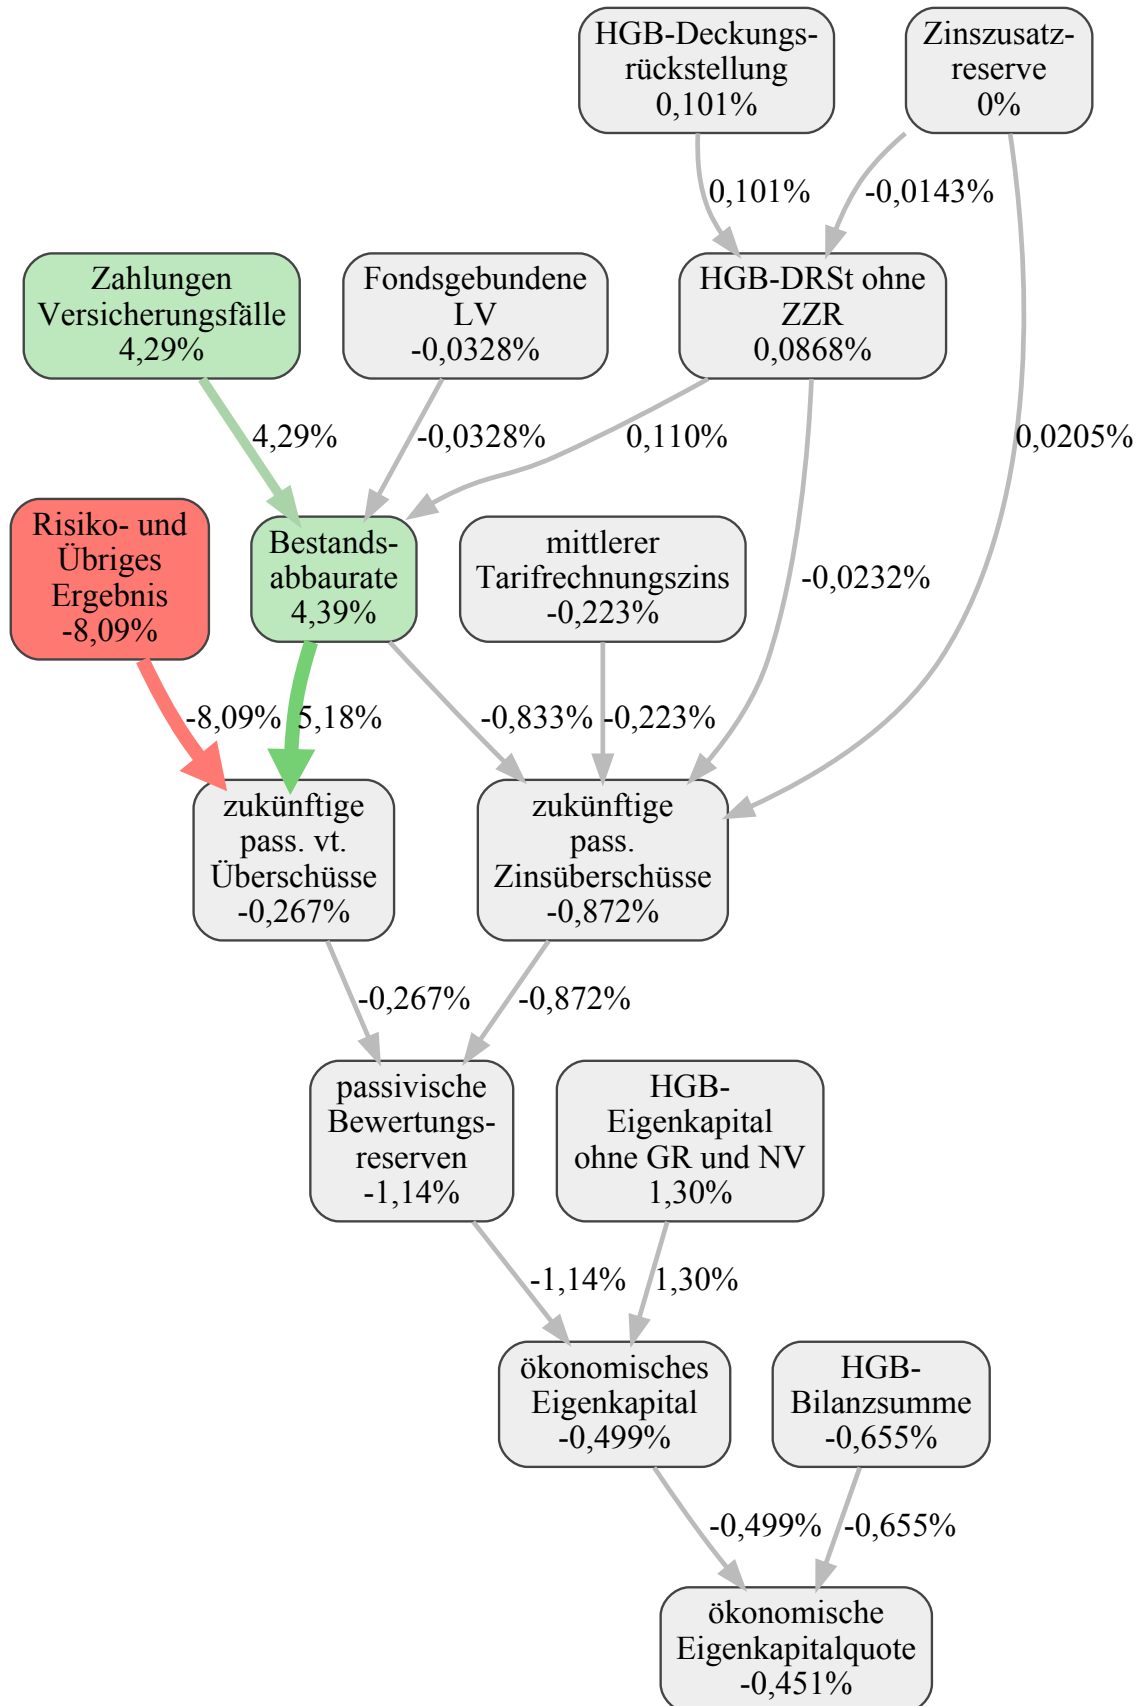 HGB-Deckungs-
rückstellung
0,101%
Zinszusatz-
reserve
0%
0,101%
-0,0143%
Zahlungen
Versicherungsfälle
4,29%
Fondsgebundene
LV
-0,0328%
HGB-DRSt ohne
ZZR
0,0868%
4,29%
-0,0328%
0,110%
0,0205%
Risiko- und
Übriges
Ergebnis
-8,09%
Bestands-
abbaurate
4,39%
mittlerer
Tarifrechnungszins
-0,223%
-0,0232%
-8,09%
5,18%
-0,833%
-0,223%
zukünftige
pass. vt.
Überschüsse
-0,267%
zukünftige
pass.
Zinsüberschüsse
-0,872%
-0,267%
-0,872%
passivische
Bewertungs-
reserven
-1,14%
HGB-
Eigenkapital
ohne GR und NV
1,30%
-1,14%
1,30%
ökonomisches
Eigenkapital
-0,499%
HGB-
Bilanzsumme
-0,655%
-0,499%
-0,655%
ökonomische
Eigenkapitalquote
-0,451%